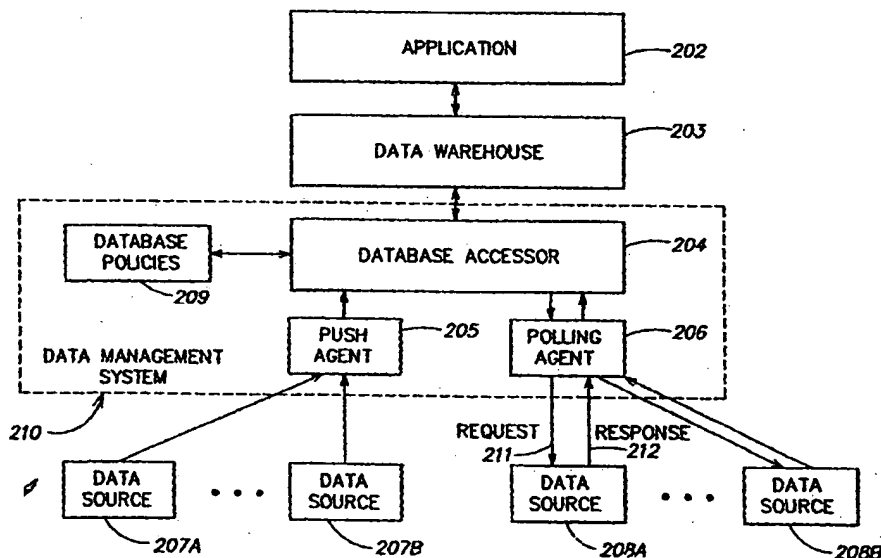 APPLICATION
202
DATA WAREHOUSE
203
DATABASE
POLICIES
209
DATABASE ACCESSOR
204
PUSH
AGENT
205
POLLING
AGENT
206
DATA MANAGEMENT
SYSTEM
210
REQUEST
211
RESPONSE
212
DATA
SOURCE
207A
DATA
SOURCE
207B
DATA
SOURCE
208A
DATA
SOURCE
208B